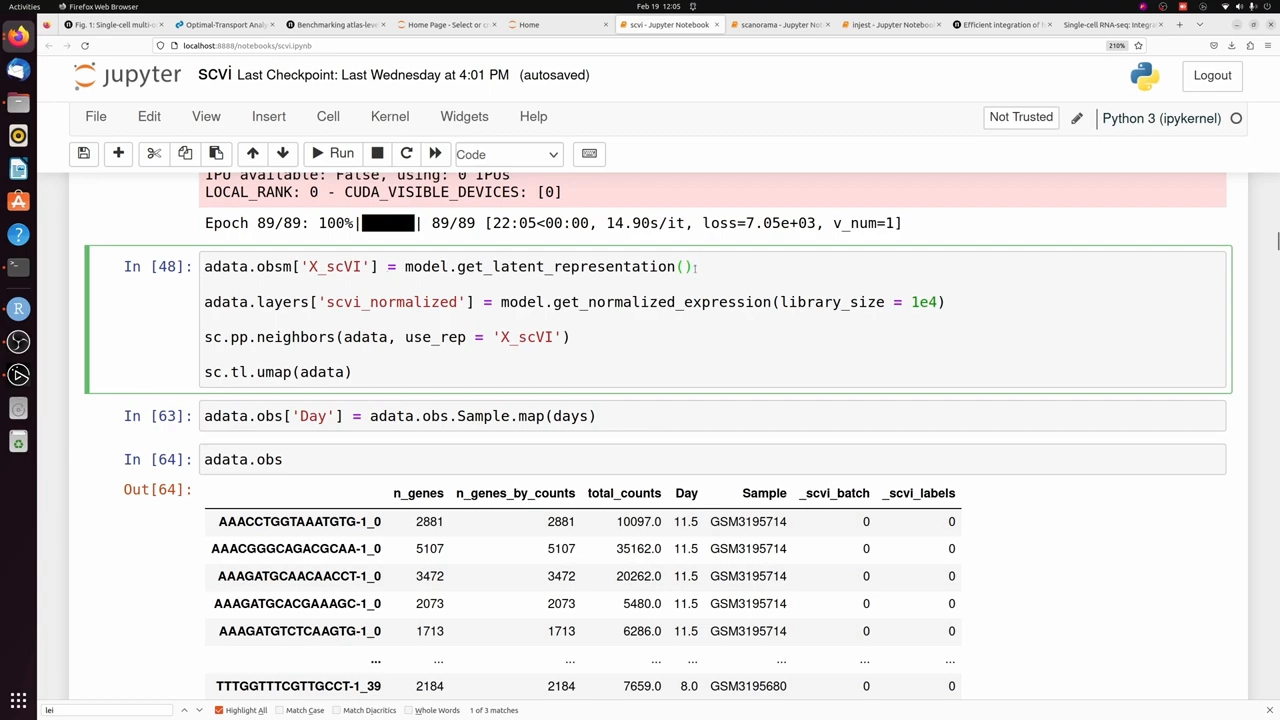 Activities
Firefox Web Browser
Feb 19 12:05
Fig. 1: Single-cell multi-o
Optimal-Transport Analy
Benchmarking atlas-leve
Home Page - Select or c
Home
scvi - Jupyter Notebook
scanorama - Jupyter Not
injest - Jupyter Noteboo
Efficient integration of h
Single-cell RNA-seq: Integr
localhost:8888/notebooks/scvi.ipynb
210%
jupyter SCVi Last Checkpoint: Last Wednesday at 4:01 PM (autosaved)
Logout
File Edit View Insert Cell Kernel Widgets Help
Not Trusted
Python 3 (ipykernel)
Run
Code
IPU available: False, using: 0 IPUs
LOCAL_RANK: 0 - CUDA_VISIBLE_DEVICES: [0]
Epoch 89/89: 100%|██████| 89/89 [22:05<00:00, 14.90s/it, loss=7.05e+03, v_num=1]
In [48]: adata.obsm['X_scVI'] = model.get_latent_representation()
adata.layers['scvi_normalized'] = model.get_normalized_expression(library_size = 1e4)
sc.pp.neighbors(adata, use_rep = 'X_scVI')
sc.tl.umap(adata)
In [63]: adata.obs['Day'] = adata.obs.Sample.map(days)
In [64]: adata.obs
Out[64]:
n_genes n_genes_by_counts total_counts Day Sample _scvi_batch _scvi_labels
AAACCTGGTAAATGTG-1_0 2881 2881 10097.0 11.5 GSM3195714 0 0
AAACGGGCAGACGCAA-1_0 5107 5107 35162.0 11.5 GSM3195714 0 0
AAAGATGCAACAACCT-1_0 3472 3472 20262.0 11.5 GSM3195714 0 0
AAAGATGCACGAAAGC-1_0 2073 2073 5480.0 11.5 GSM3195714 0 0
AAAGATGTCTCAAGTG-1_0 1713 1713 6286.0 11.5 GSM3195714 0 0
... ... ... ... ... ... ... ...
TTTGGTTTCGTTGCCT-1_39 2184 2184 7659.0 8.0 GSM3195680 0 0
lei
Highlight All Match Case Match Diacritics Whole Words 1 of 3 matches